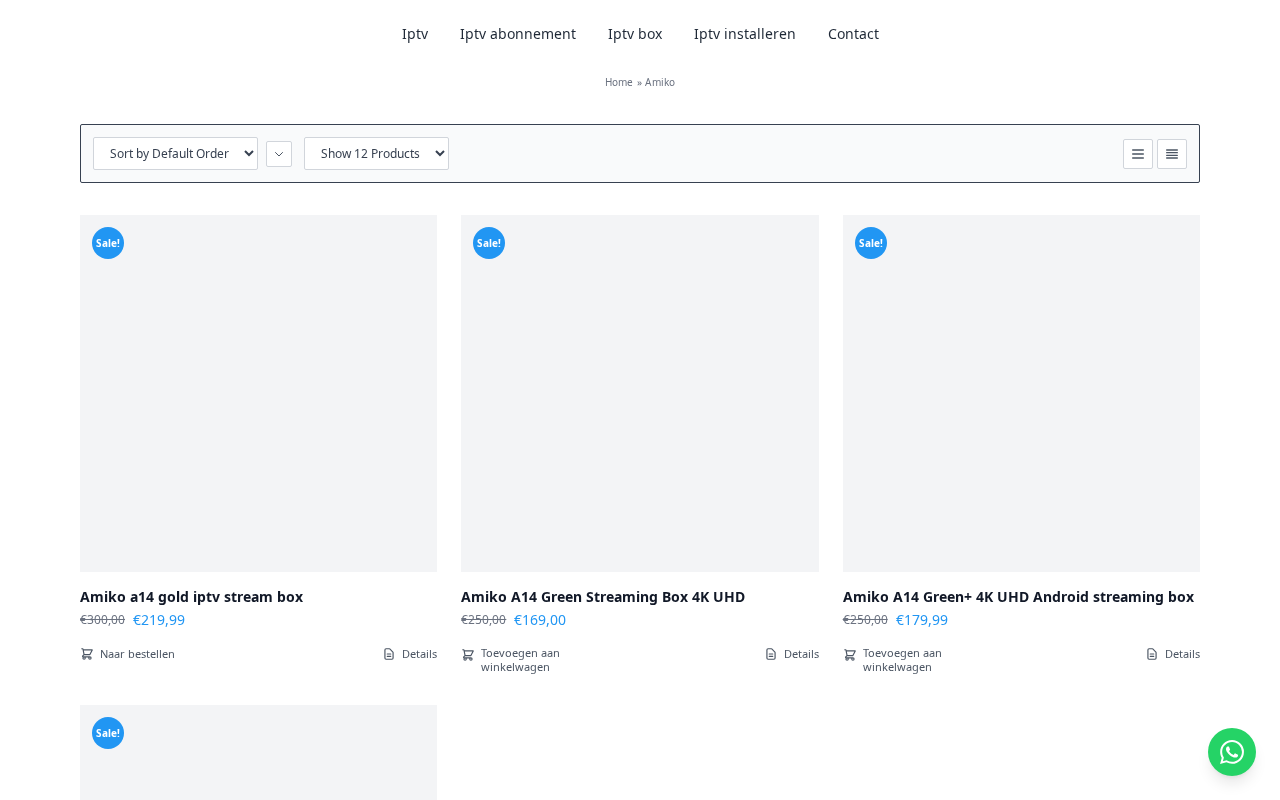 Iptv Iptv abonnement Iptv box Iptv installeren Contact
Home » Amiko
Sort by Default Order Show 12 Products
Sale! Sale! Sale!
Amiko a14 gold iptv stream box
€300,00 €219,99
Naar bestellen Details
Amiko A14 Green Streaming Box 4K UHD
€250,00 €169,00
Toevoegen aan
winkelwagen
Details
Amiko A14 Green+ 4K UHD Android streaming box
€250,00 €179,99
Toevoegen aan
winkelwagen
Details
Sale!